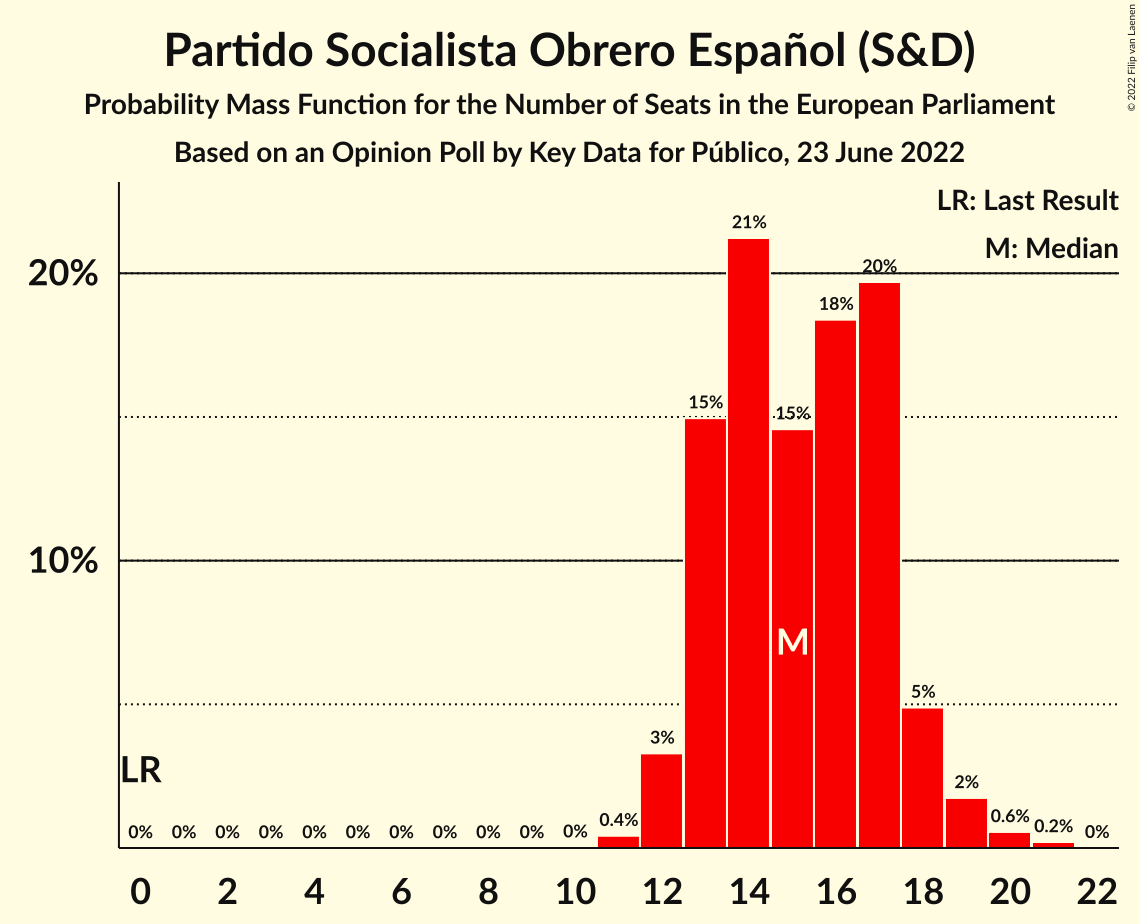 Partido Socialista Obrero Español (S&D)
Probability Mass Function for the Number of Seats in the European Parliament
Based on an Opinion Poll by Key Data for Público, 23 June 2022
© 2022 Filip van Laenen
LR: Last Result
M: Median
20%
10%
21%
20%
18%
15%
15%
M
5%
3%
LR
2%
0% 0% 0% 0% 0% 0% 0% 0% 0% 0% 0% 0.4% 0.6% 0.2% 0%
0 2 4 6 8 10 12 14 16 18 20 22